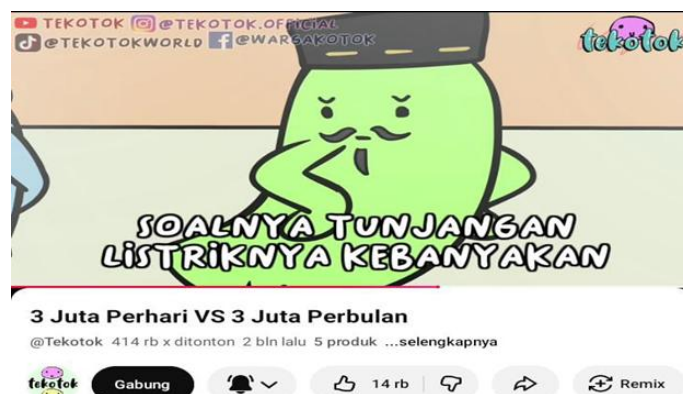 TEKOTOK @TEKOTOK.OFFICIAL
@TEKOTOKWORLD @WARGAKOTOK
tekotok
SOALNYA TUNJANGAN
LISTRIKNYA KEBANYAKAN
3 Juta Perhari VS 3 Juta Perbulan
@Tekotok 414 rb x ditonton 2 bln lalu 5 produk ...selengkapnya
tekotok Gabung 14 rb Remix